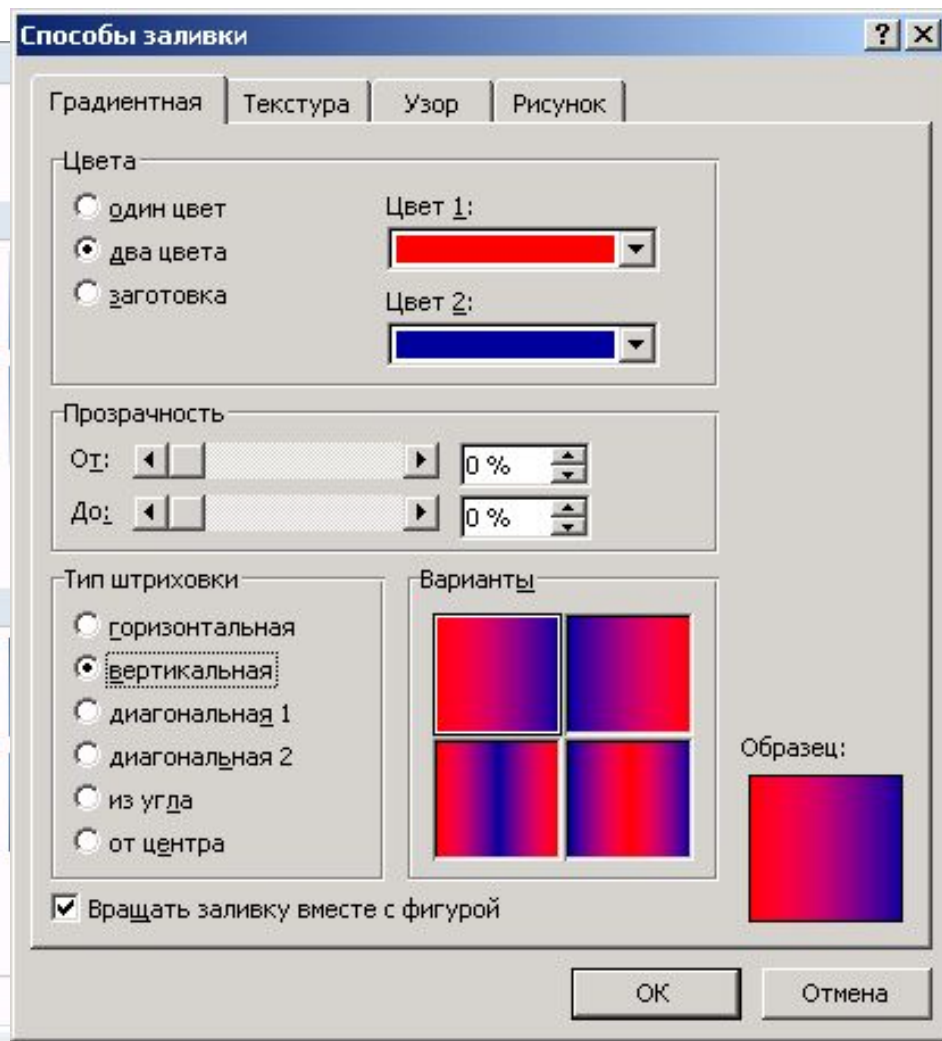 Способы заливки
Градиентная Текстура Узор Рисунок
Цвета
один цвет
два цвета
заготовка
Цвет 1:
Цвет 2:
Прозрачность
От: 0 %
До: 0 %
Тип штриховки
горизонтальная
вертикальная
диагональная 1
диагональная 2
из угла
от центра
Варианты
Образец:
Вращать заливку вместе с фигурой
ОК Отмена